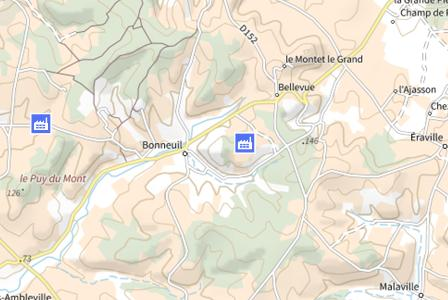 la Grande Pl
Champ de F
D152
le Montet le Grand
Bellevue
l'Ajasson
Che
Éraville
146
Bonneuil
le Puy du Mont
126
73
s-Ambleville
Malaville